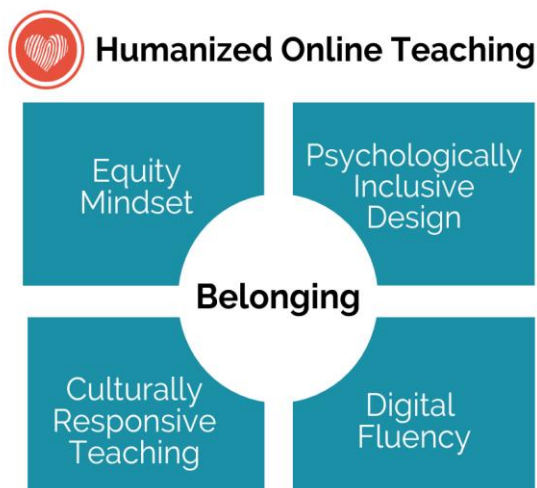 Humanized Online Teaching
Equity
Mindset
Psychologically
Inclusive
Design
Belonging
Culturally
Responsive
Teaching
Digital
Fluency